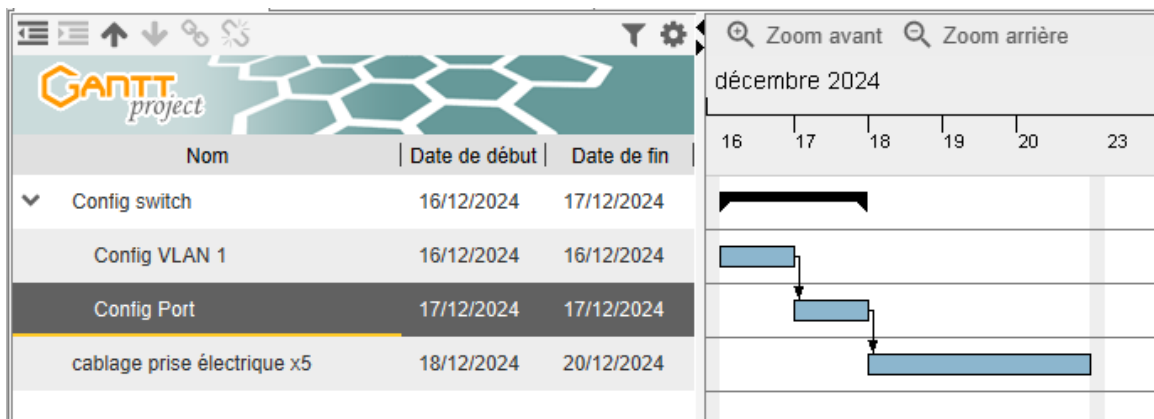 Zoom avant Zoom arrière
GANTT project
décembre 2024
16 17 18 19 20 23
Nom Date de début Date de fin
Config switch 16/12/2024 17/12/2024
Config VLAN 1 16/12/2024 16/12/2024
Config Port 17/12/2024 17/12/2024
cablage prise électrique x5 18/12/2024 20/12/2024